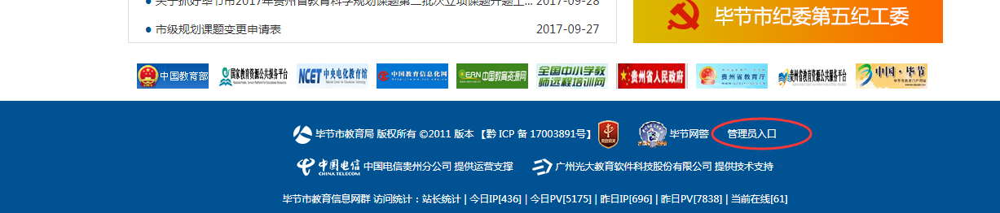 关于抓好毕节市2017年贵州省教育科学规划课题第二批次立项课题开题工... 2017-09-28
市级规划课题变更申请表 2017-09-27
毕节市纪委第五纪工委
中国教育部 国家教育资源公共服务平台 NCET 中央电化教育馆 中国教育信息化网 CERN 中国教育资源网 全国中小学教师远程培训网 贵州省人民政府 贵州省教育厅 贵州省教育资源公共服务平台 中国·毕节
毕节市教育局 版权所有 ©2011 版本 【黔 ICP 备 17003891号】 毕节网警 管理员入口
中国电信 CHINA TELECOM 中国电信贵州分公司 提供运营支撑 广州光大教育软件科技股份有限公司 提供技术支持
毕节市教育信息网群 访问统计：站长统计 | 今日IP[436] | 今日PV[5175] | 昨日IP[696] | 昨日PV[7838] | 当前在线[61]